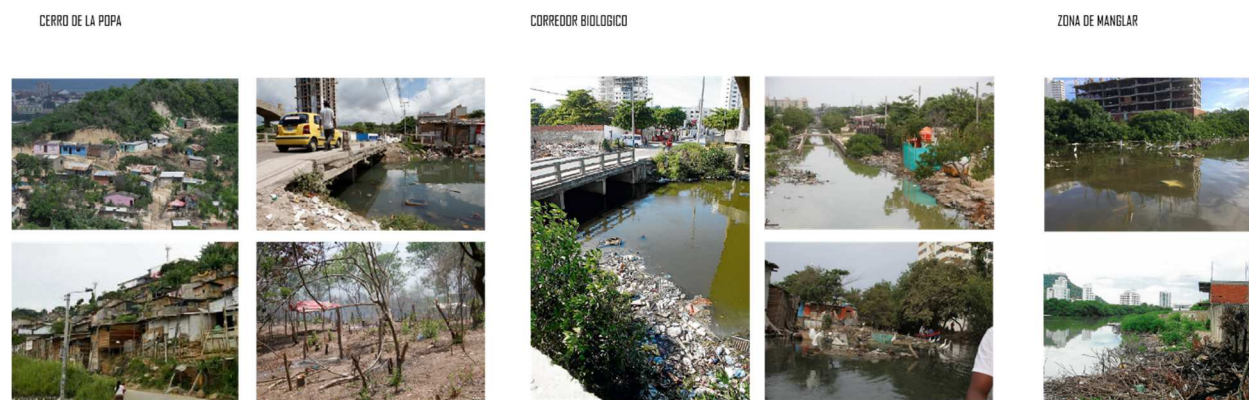 CERRO DE LA POPA
CORREDOR BIOLOGICO
ZONA DE MANGLAR